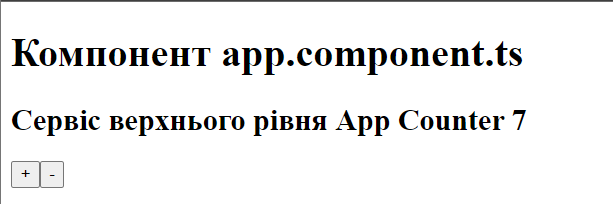 Компонент app.component.ts
Сервіс верхнього рівня App Counter 7
+ -